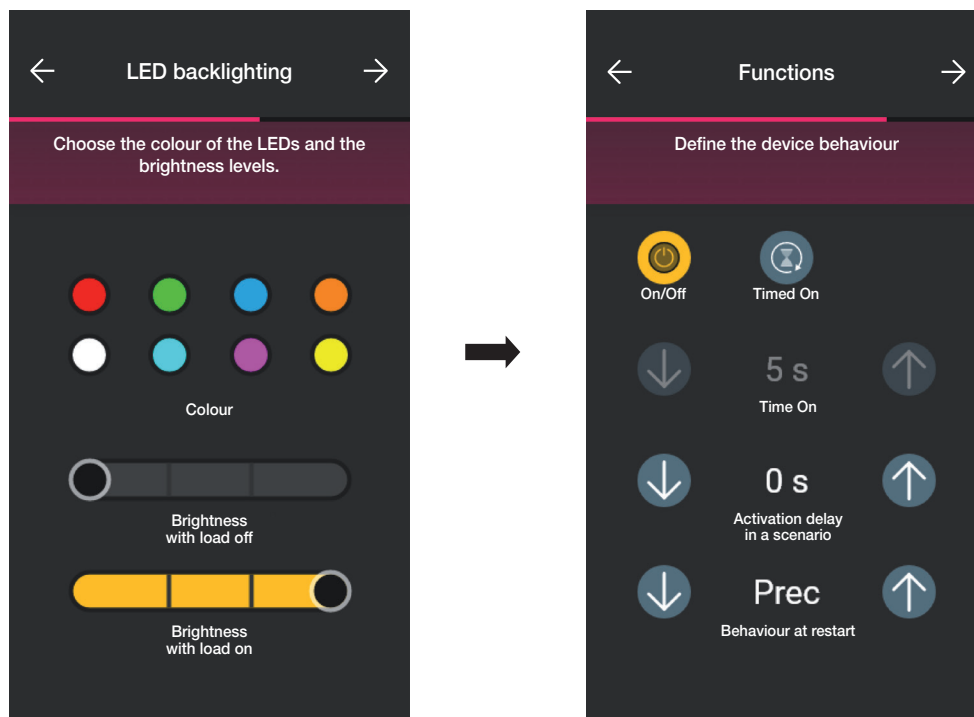 LED backlighting
Choose the colour of the LEDs and the
brightness levels.
Colour
Brightness
with load off
Brightness
with load on
Functions
Define the device behaviour
On/Off
Timed On
5 s
Time On
0 s
Activation delay
in a scenario
Prec
Behaviour at restart